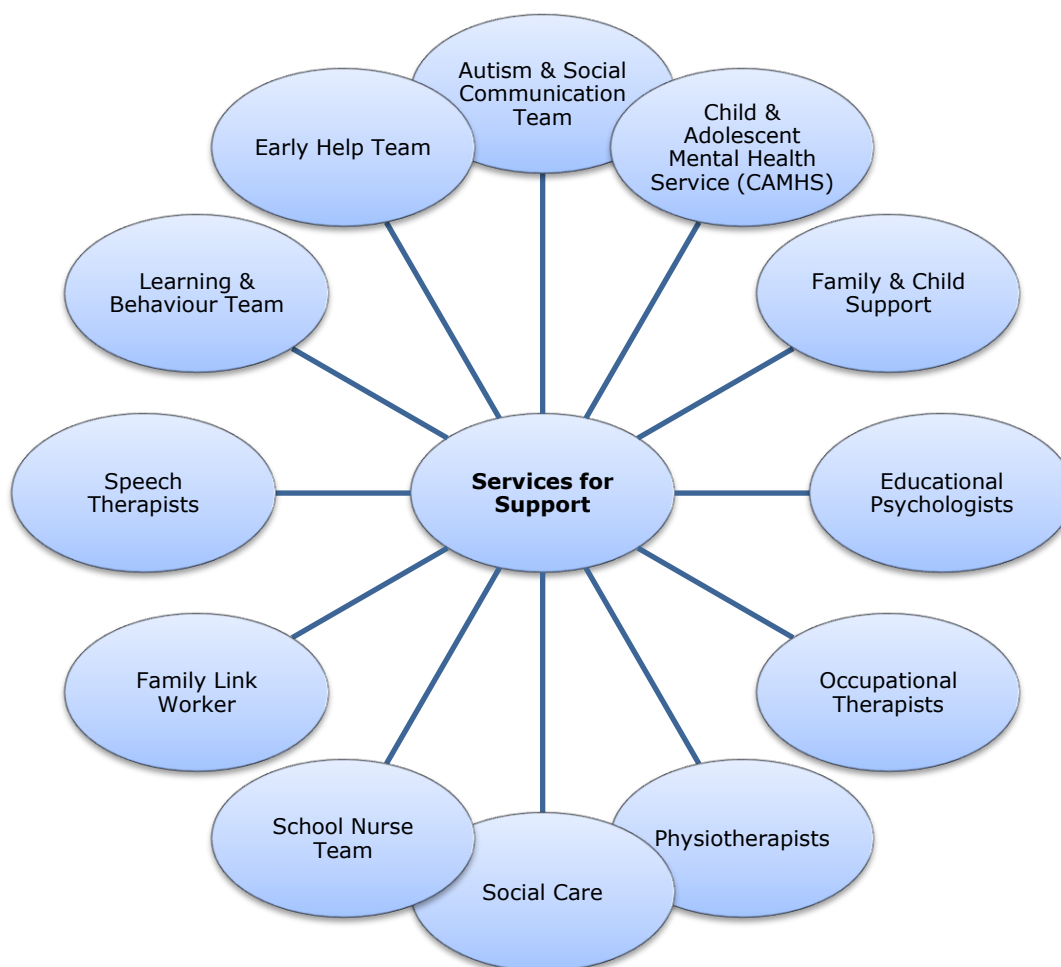 Autism & Social
Communication
Team
Child &
Adolescent
Mental Health
Service (CAMHS)
Family & Child
Support
Educational
Psychologists
Occupational
Therapists
Physiotherapists
Social Care
School Nurse
Team
Family Link
Worker
Speech
Therapists
Learning &
Behaviour Team
Early Help Team
Services for
Support